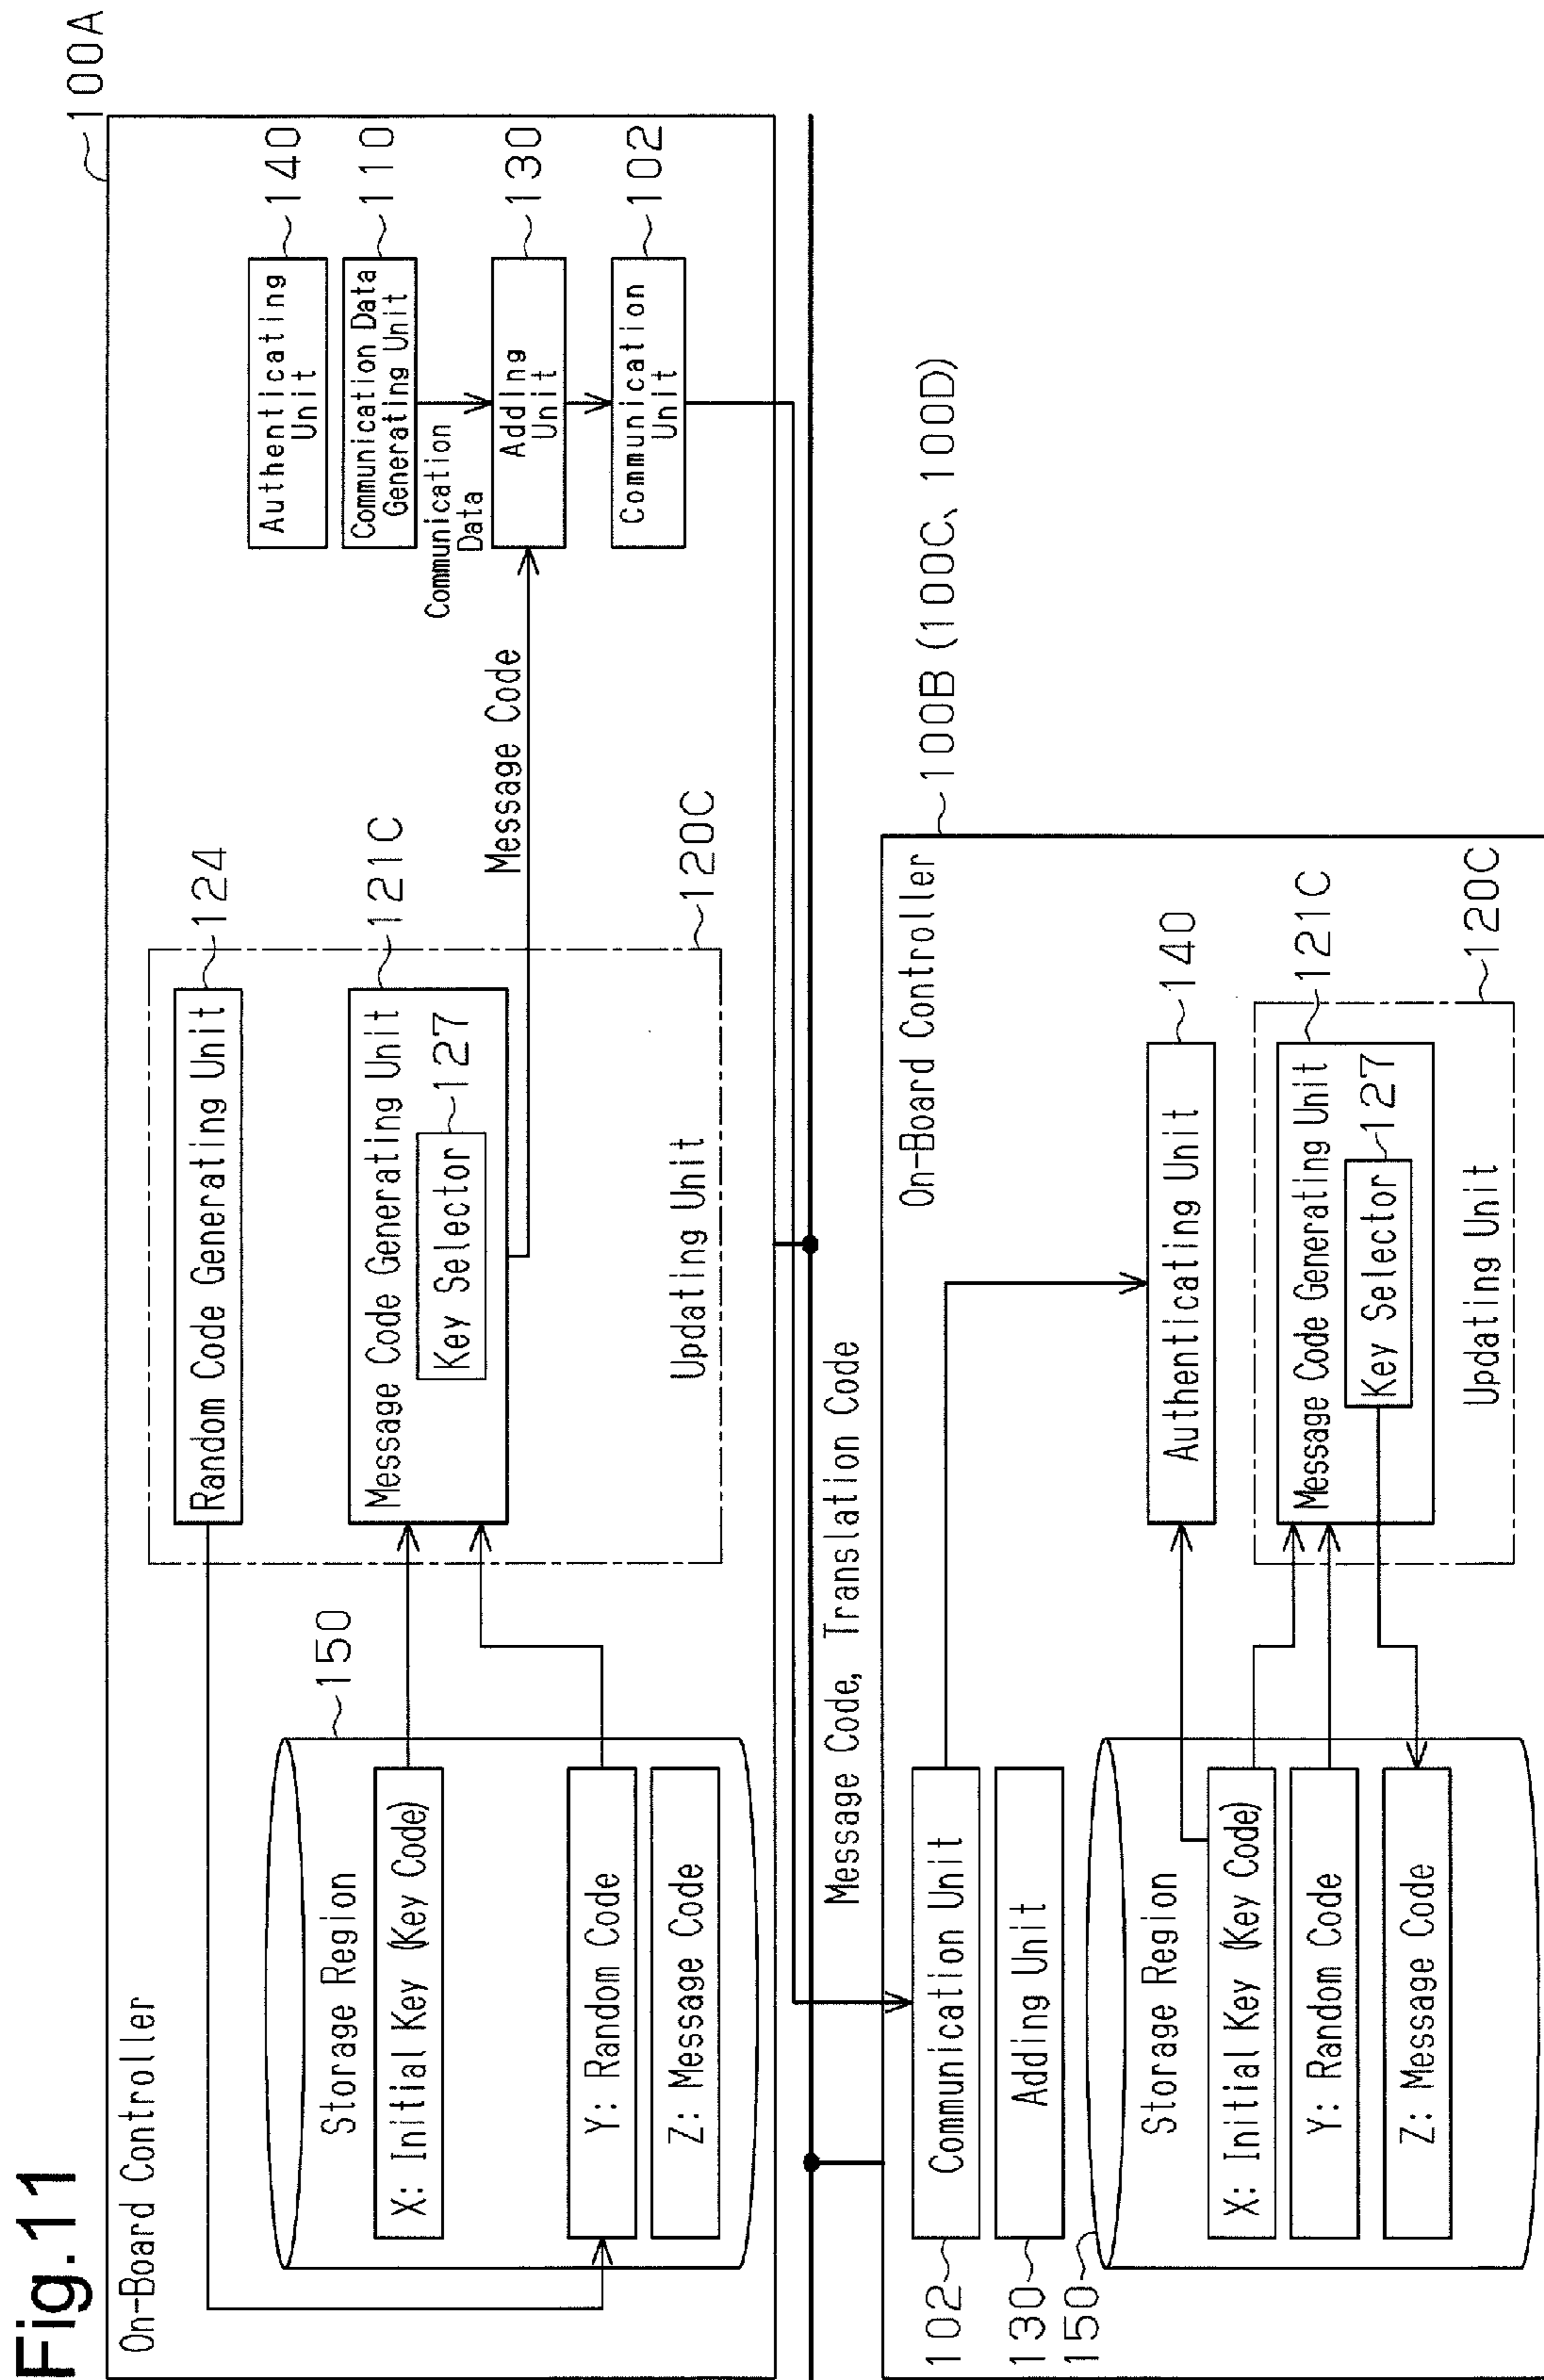 Fig.11
On-Board Controller
100A
Random Code Generating Unit
124
Authenticating
Unit
140
Storage Region
150
Message Code Generating Unit
121C
Key Selector
127
Communication Data
Generating Unit
110
X: Initial Key (Key Code)
Communication
Data
Message Code
Adding
Unit
130
Y: Random Code
Communication
Unit
102
Z: Message Code
Updating Unit
120C
Message Code, Translation Code
On-Board Controller
100B (100C、100D)
102
Communication Unit
130
Adding Unit
150
Storage Region
Authenticating Unit
140
X: Initial Key (Key Code)
Message Code Generating Unit
121C
Y: Random Code
Key Selector
127
Z: Message Code
Updating Unit
120C